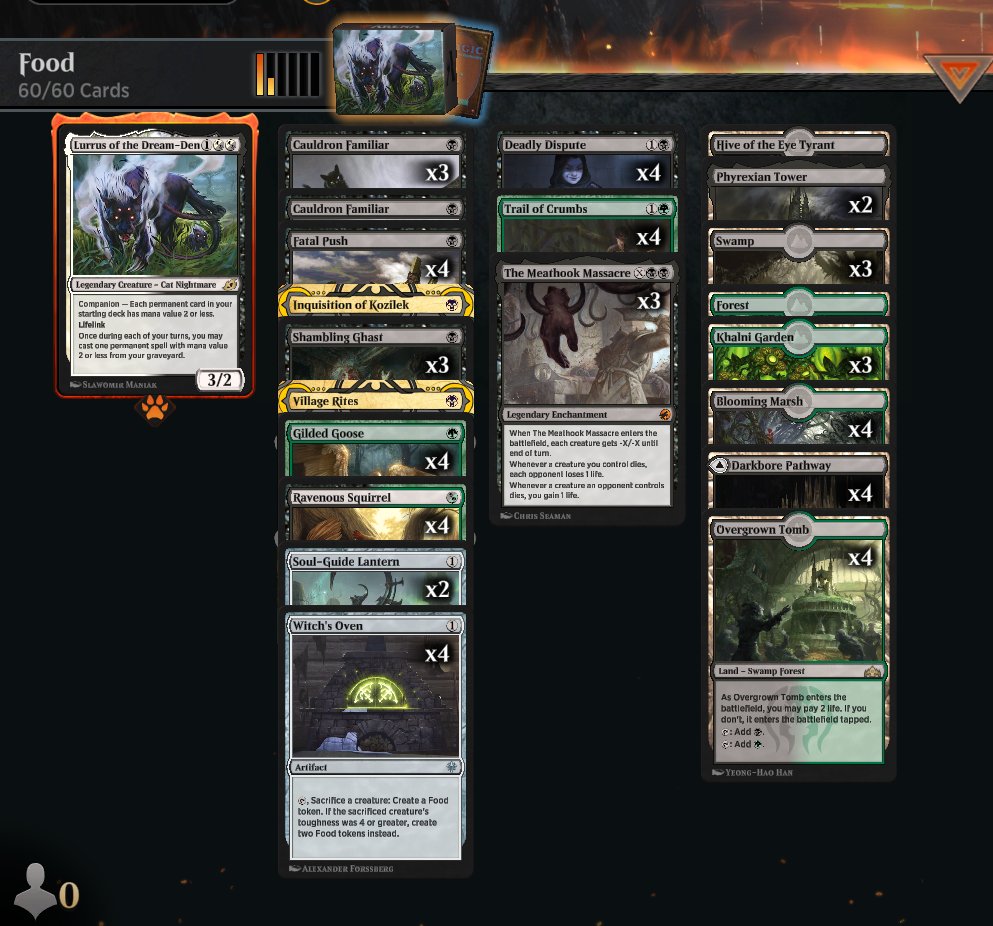 Food
60/60 Cards
Lurrus of the Dream-Den 1
Legendary Creature – Cat Nightmare
Companion — Each permanent card in your
starting deck has mana value 2 or less.
Lifelink
Once during each of your turns, you may
cast one permanent spell with mana value
2 or less from your graveyard.
3/2
Slawomir Maniak
Cauldron Familiar
x3
Cauldron Familiar
Fatal Push
x4
Inquisition of Kozilek
Shambling Ghast
x3
Village Rites
Gilded Goose
x4
Ravenous Squirrel
x4
Soul-Guide Lantern 1
x2
Witch's Oven 1
x4
Artifact
: Sacrifice a creature: Create a Food
token. If the sacrificed creature's
toughness was 4 or greater, create
two Food tokens instead.
Alexander Forssberg
Deadly Dispute 1
x4
Trail of Crumbs 1
x4
The Meathook Massacre X
x3
Legendary Enchantment
When The Meathook Massacre enters the
battlefield, each creature gets -X/-X until
end of turn.
Whenever a creature you control dies,
each opponent loses 1 life.
Whenever a creature an opponent controls
dies, you gain 1 life.
Chris Seaman
Hive of the Eye Tyrant
Phyrexian Tower
x2
Swamp
x3
Forest
Khalni Garden
x3
Blooming Marsh
x4
Darkbore Pathway
x4
Overgrown Tomb
x4
Land – Swamp Forest
As Overgrown Tomb enters the
battlefield, you may pay 2 life. If you
don't, it enters the battlefield tapped.
: Add
: Add
Yeong-Hao Han
0